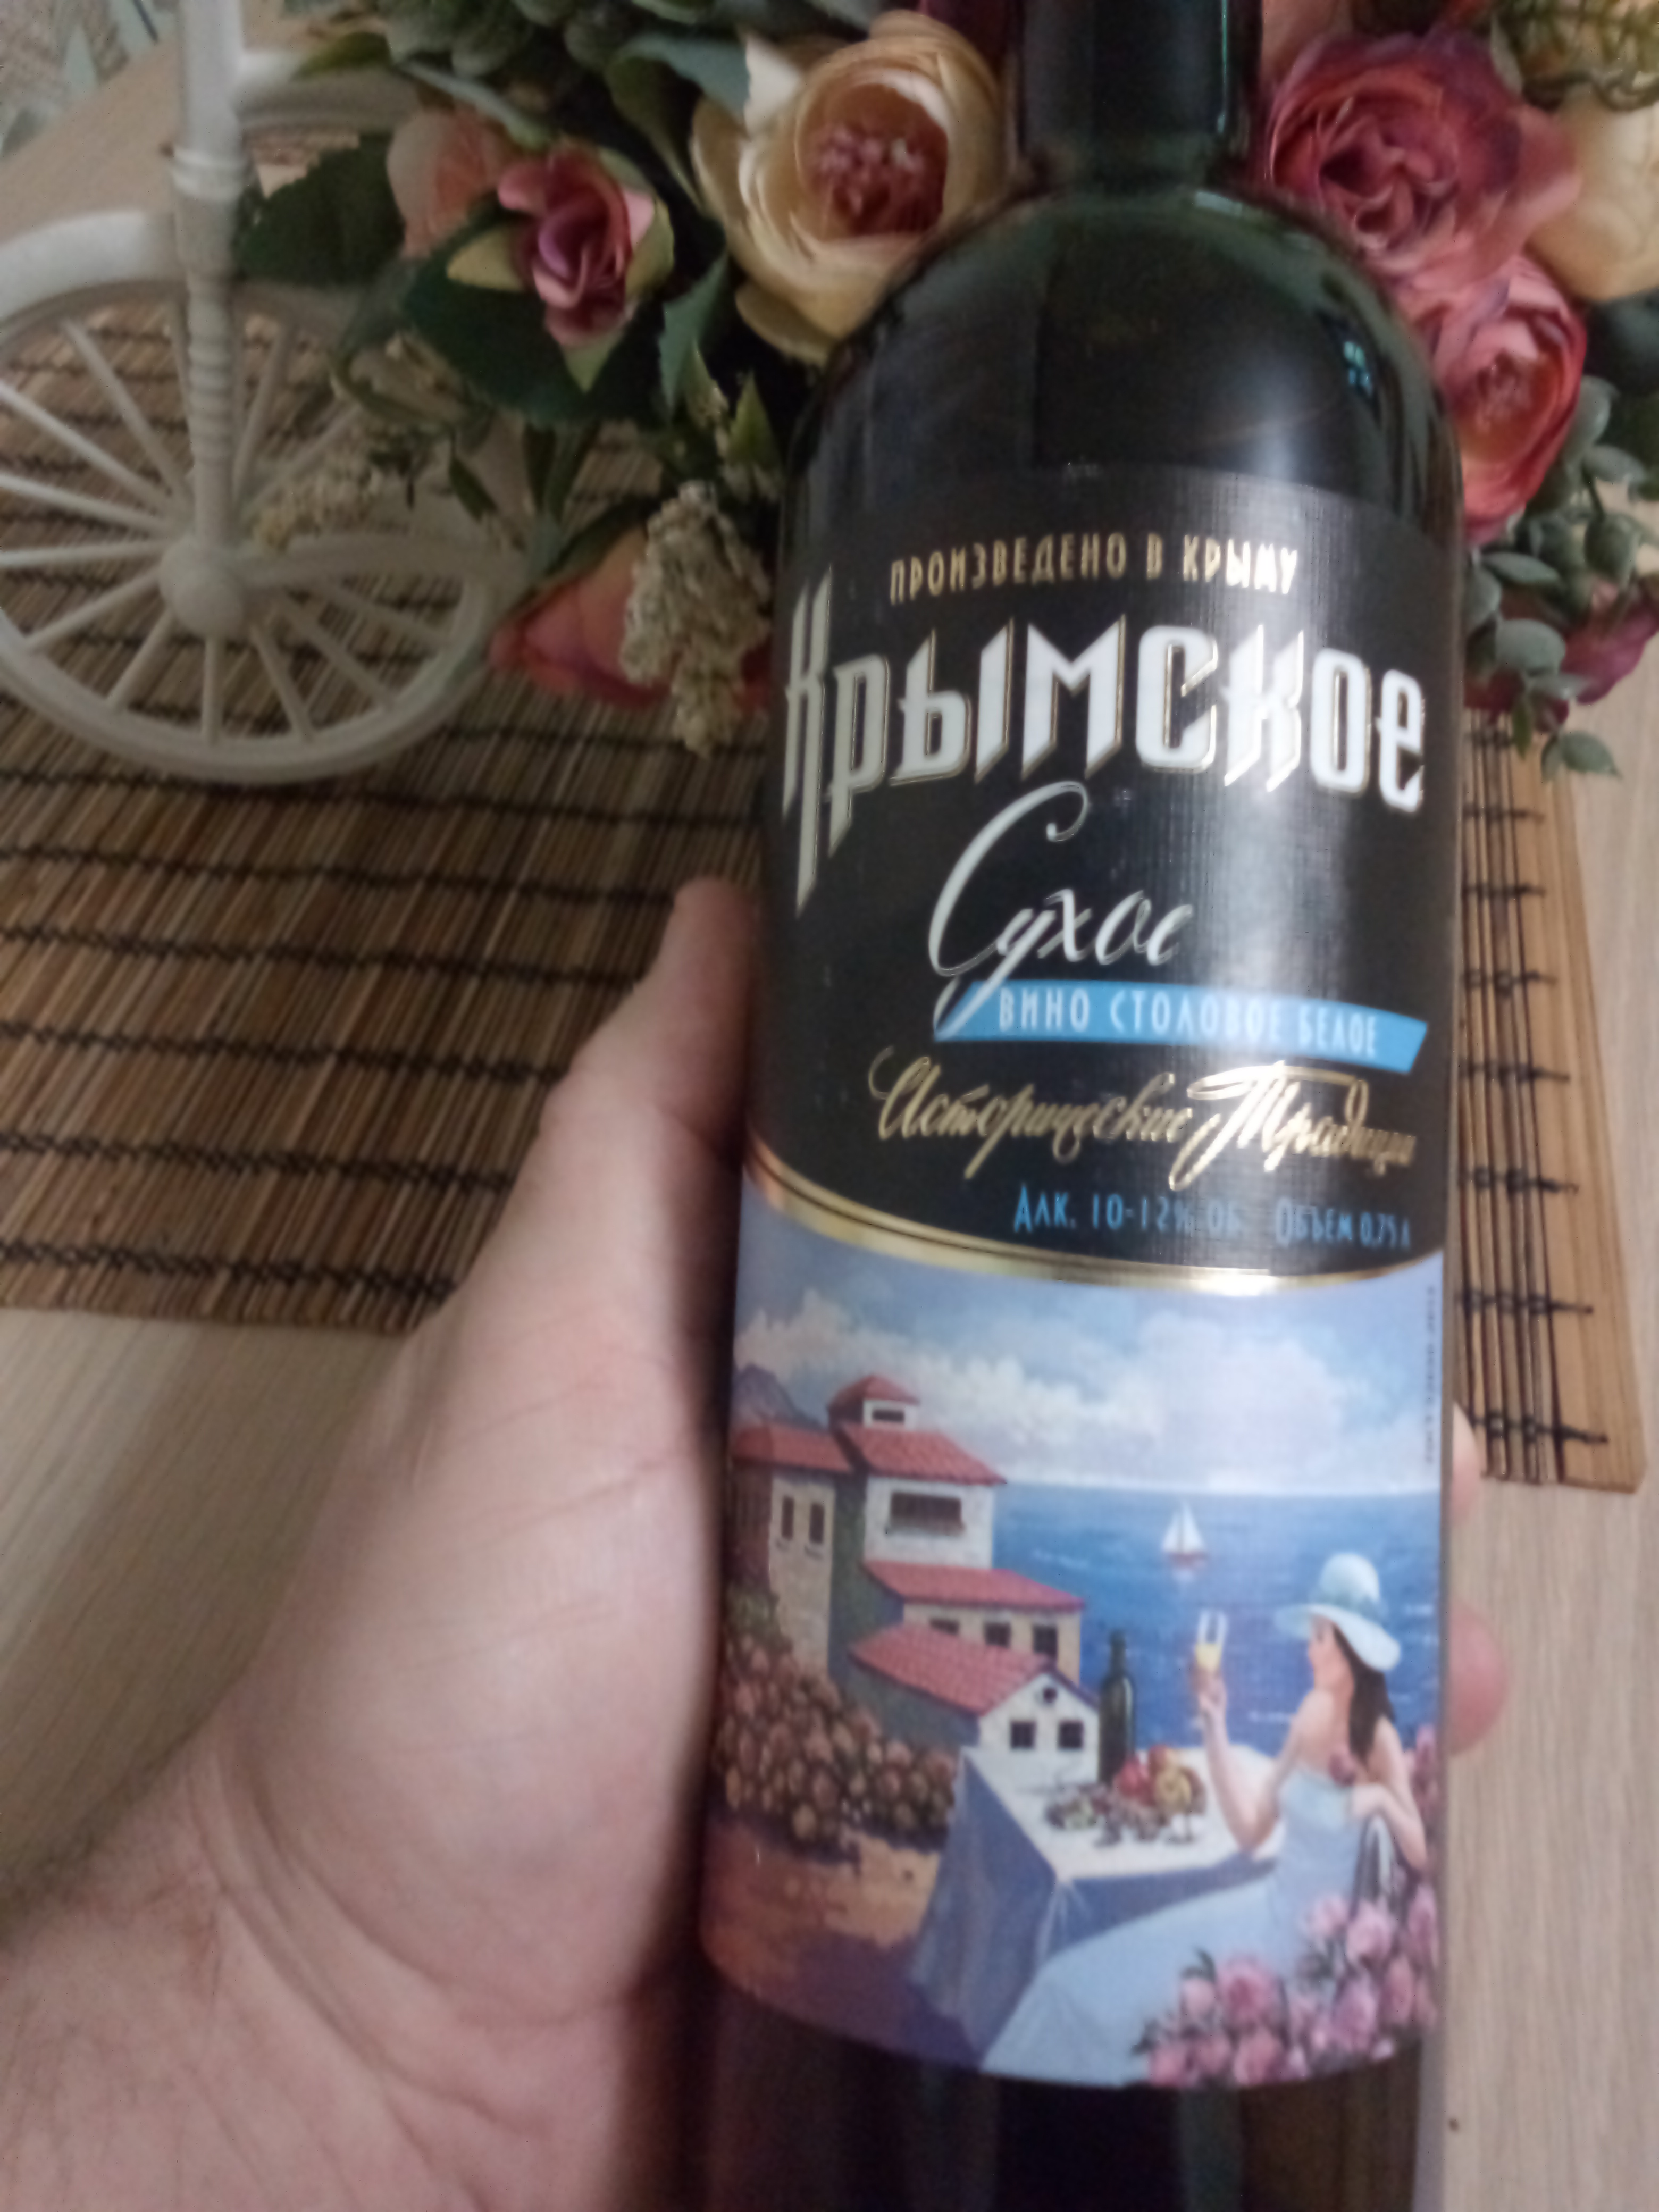 ПРОИЗВЕДЕНО В КРЫМУ
Крымское
Сухое
ВИНО СТОЛОВОЕ БЕЛОЕ
Исторические Традиции
Алк. 10-12% об. Объем 0,75 л